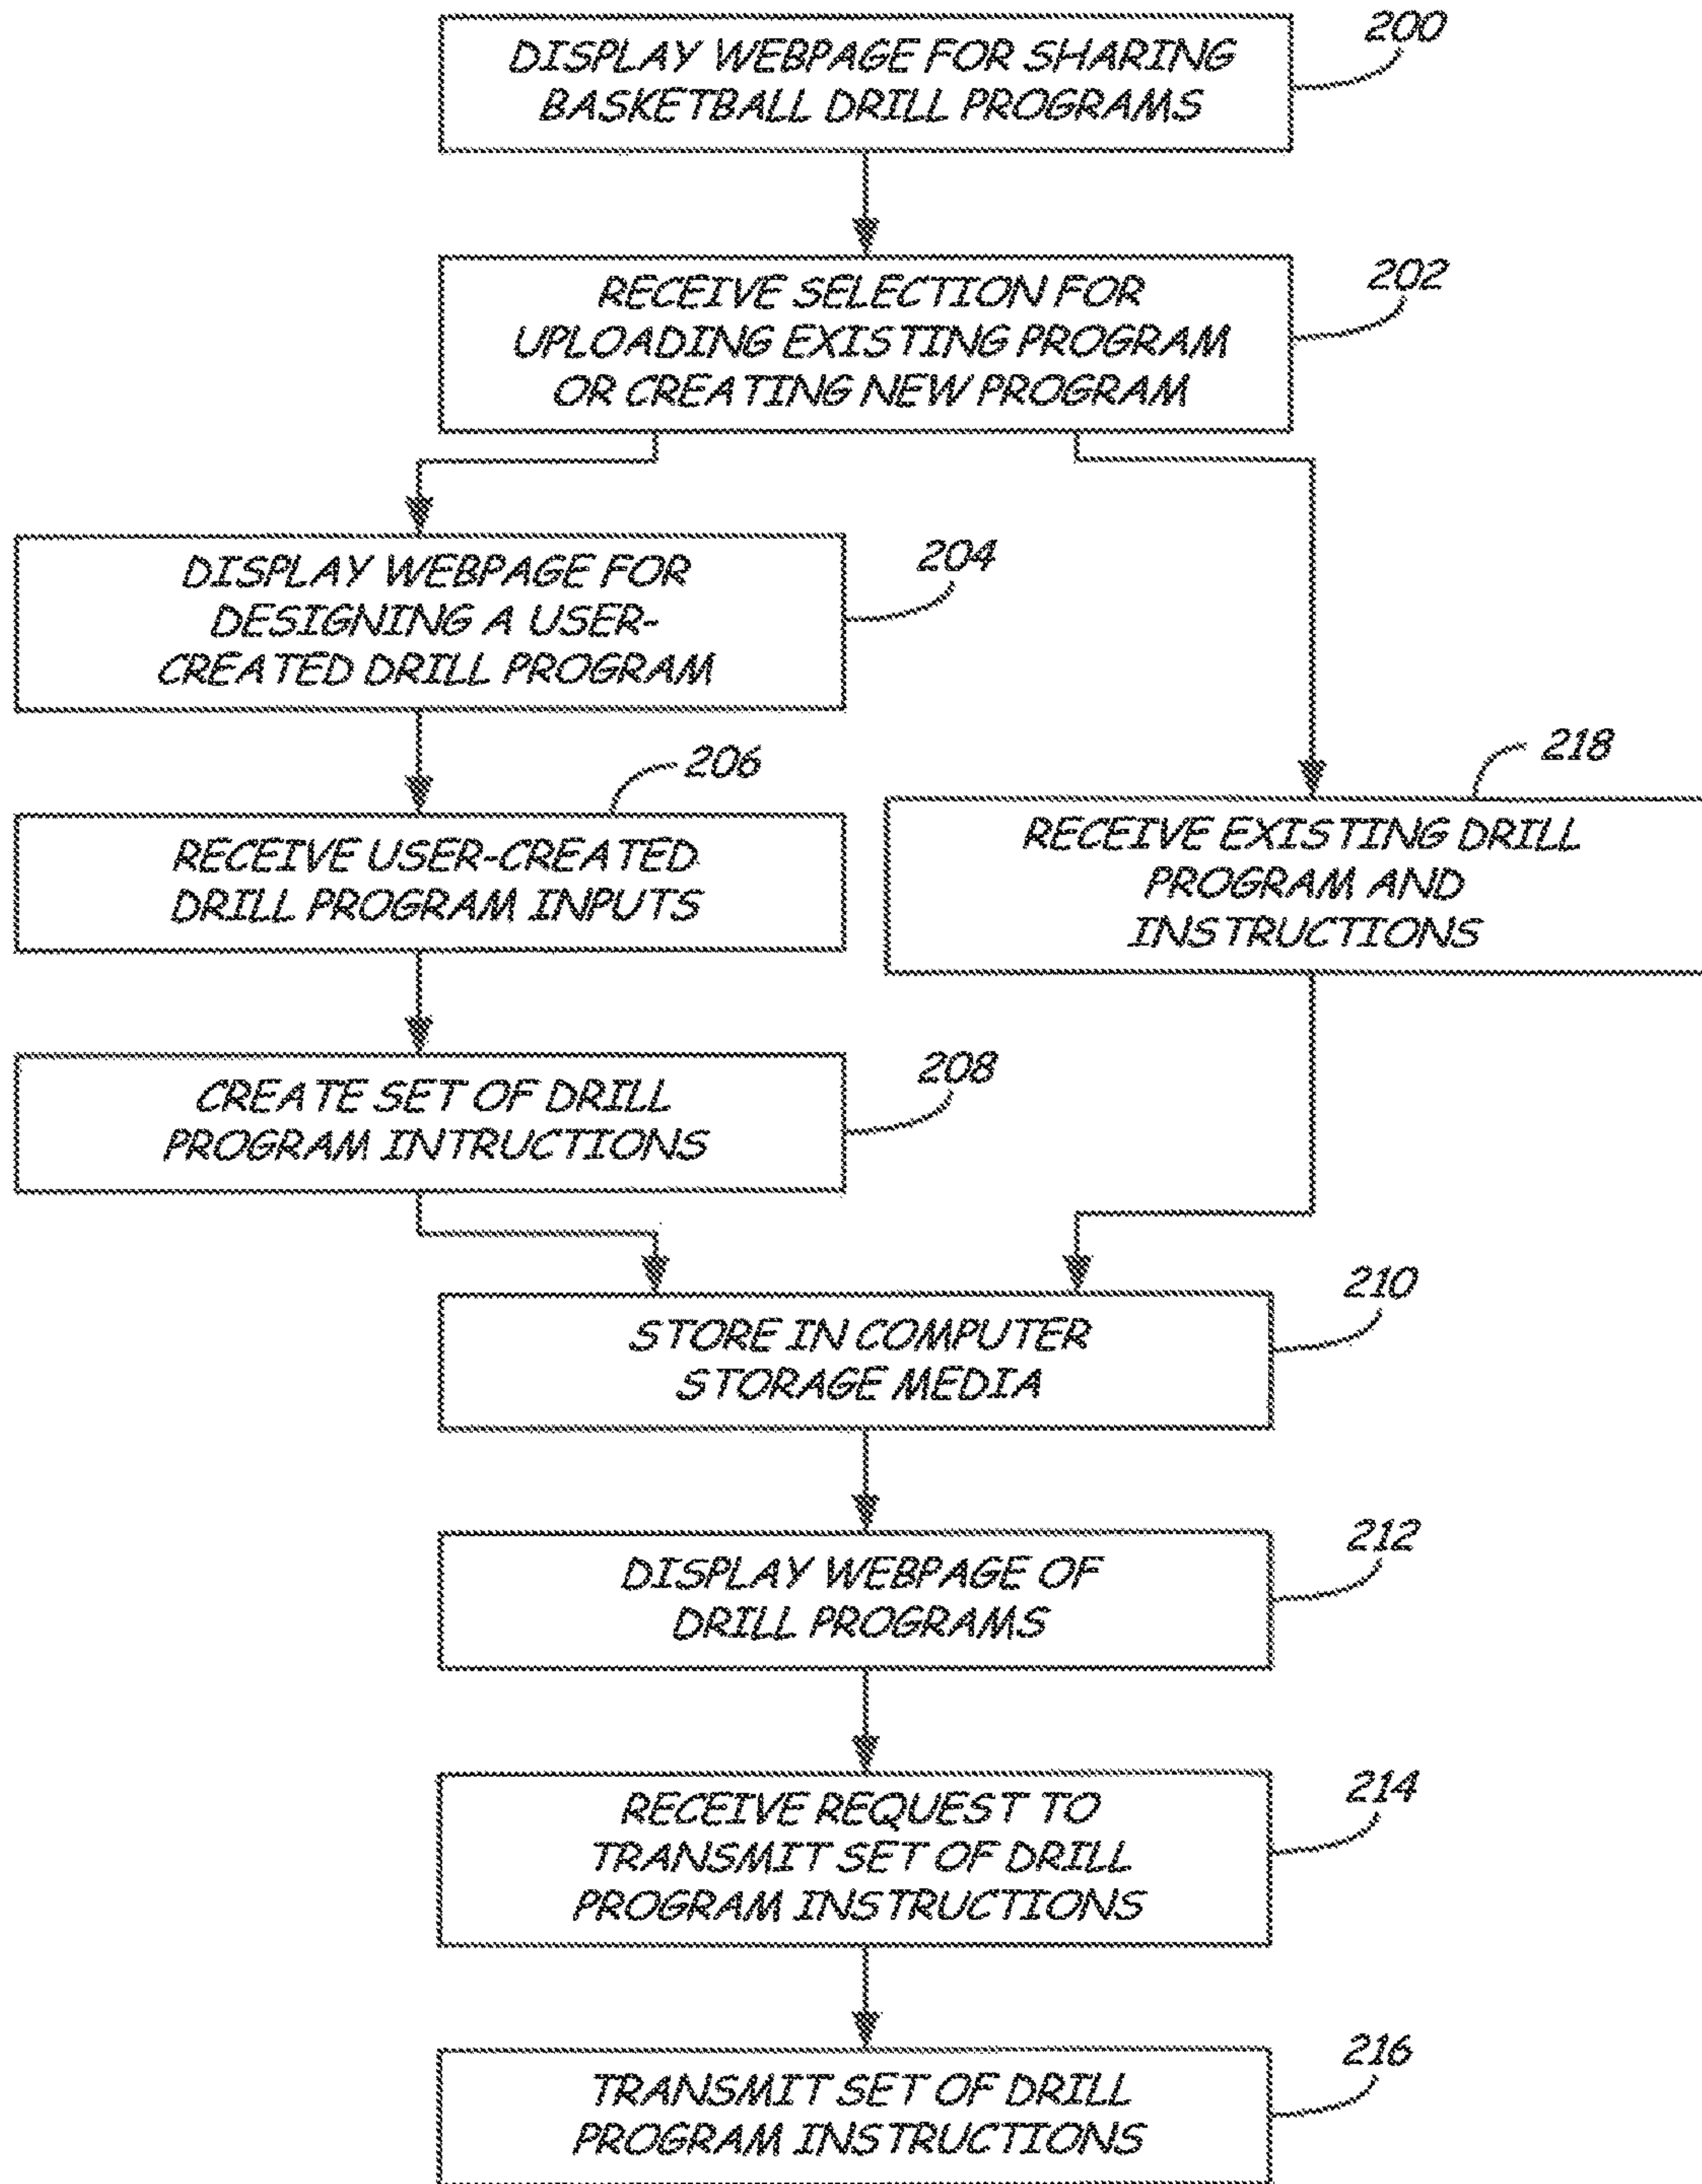 DISPLAY WEBPAGE FOR SHARING
BASKETBALL DRILL PROGRAMS
200
RECEIVE SELECTION FOR
UPLOADING EXISTING PROGRAM
OR CREATING NEW PROGRAM
202
DISPLAY WEBPAGE FOR
DESIGNING A USER-
CREATED DRILL PROGRAM
204
RECEIVE USER-CREATED
DRILL PROGRAM INPUTS
206
RECEIVE EXISTING DRILL
PROGRAM AND
INSTRUCTIONS
218
CREATE SET OF DRILL
PROGRAM INTRUCTIONS
208
STORE IN COMPUTER
STORAGE MEDIA
210
DISPLAY WEBPAGE OF
DRILL PROGRAMS
212
RECEIVE REQUEST TO
TRANSMIT SET OF DRILL
PROGRAM INSTRUCTIONS
214
TRANSMIT SET OF DRILL
PROGRAM INSTRUCTIONS
216